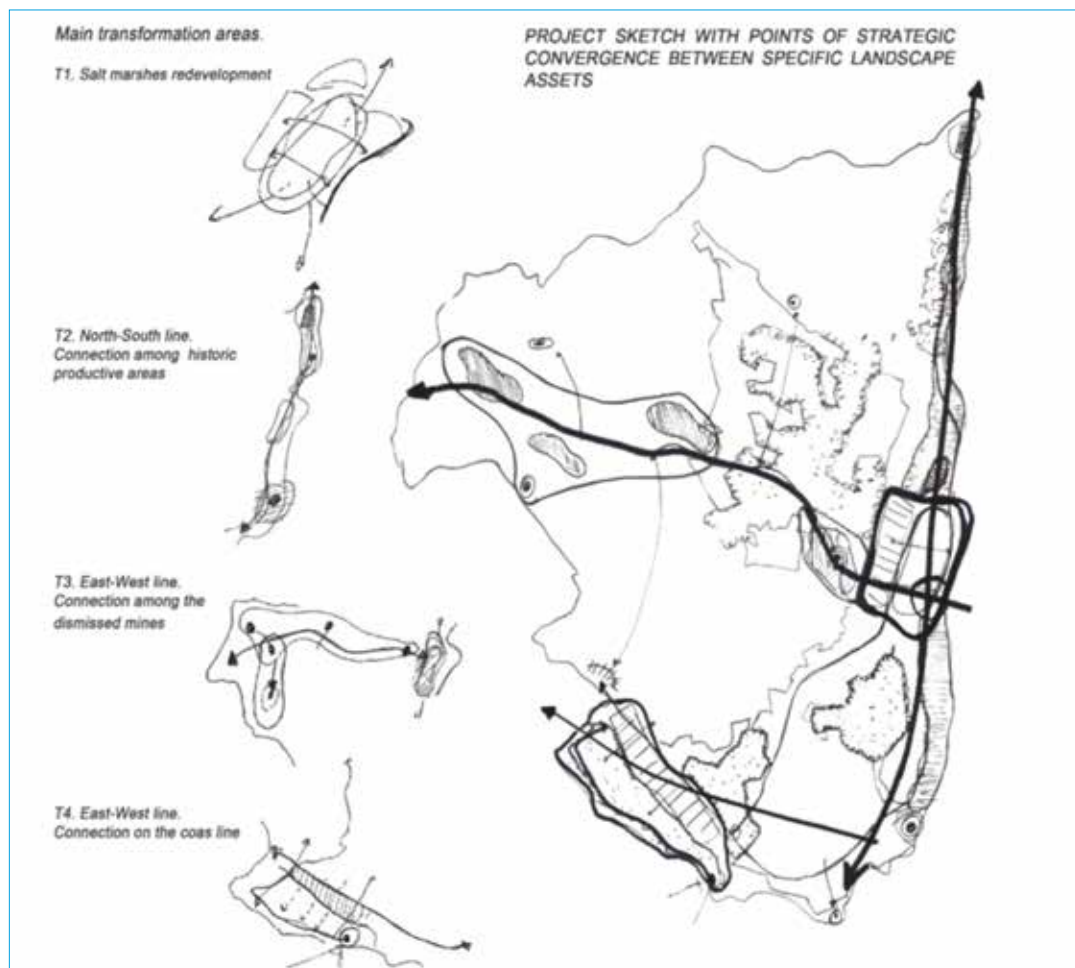 Main transformation areas.
T1. Salt marshes redevelopment
T2. North-South line.
Connection among historic
productive areas
T3. East-West line.
Connection among the
dismissed mines
T4. East-West line.
Connection on the coas line
PROJECT SKETCH WITH POINTS OF STRATEGIC
CONVERGENCE BETWEEN SPECIFIC LANDSCAPE
ASSETS